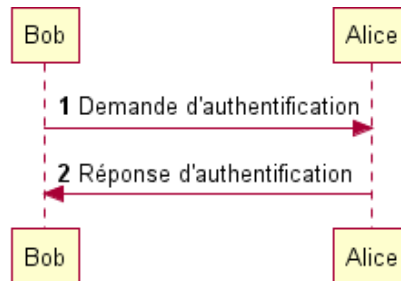 Bob Alice
1 Demande d'authentification
2 Réponse d'authentification
Bob Alice